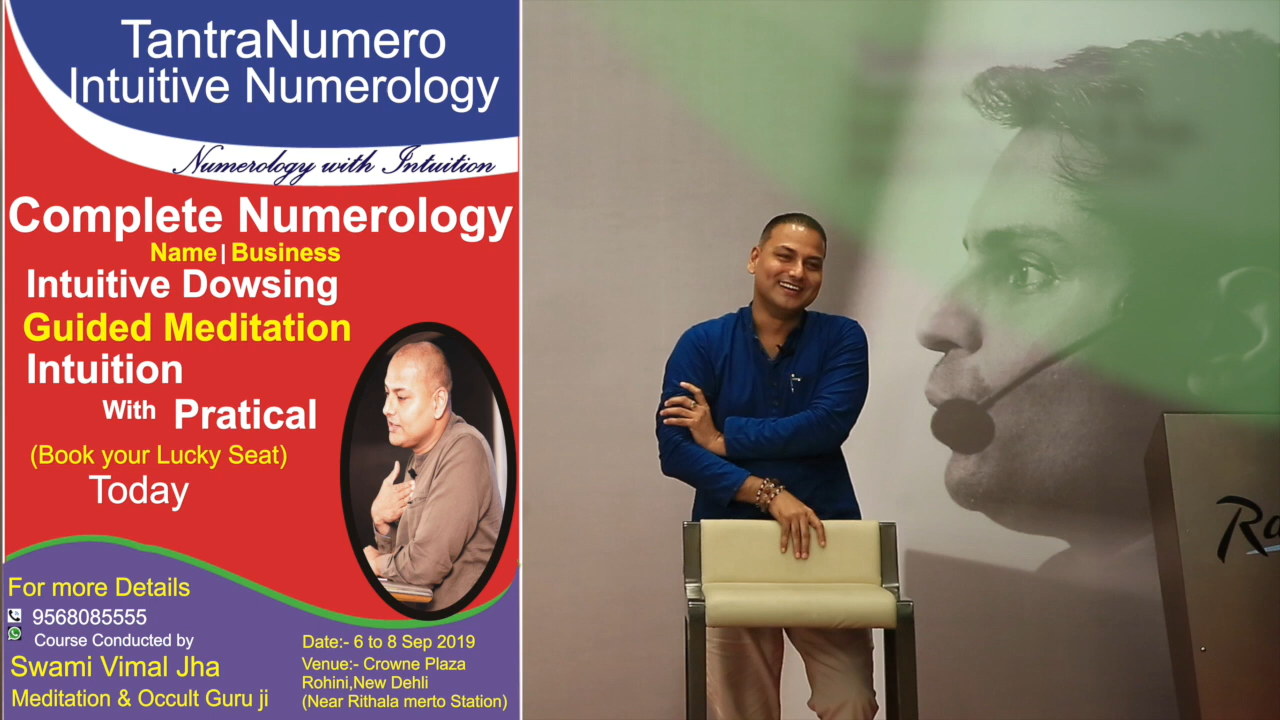 TantraNumero
Intuitive Numerology
Numerology with Intuition
Complete Numerology
Name | Business
Intuitive Dowsing
Guided Meditation
Intuition
With Pratical
(Book your Lucky Seat)
Today
For more Details
9568085555
Course Conducted by
Swami Vimal Jha
Meditation & Occult Guru ji
Date:- 6 to 8 Sep 2019
Venue:- Crowne Plaza
Rohini,New Dehli
(Near Rithala merto Station)
Ra